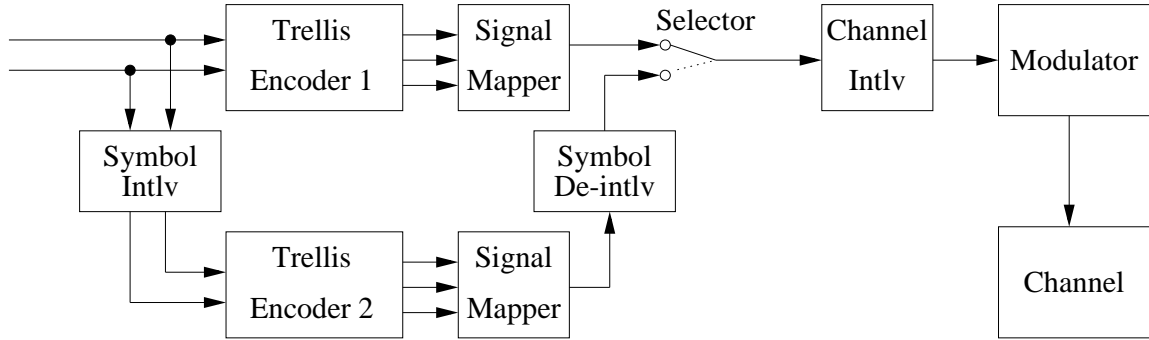 Trellis
Encoder 1
Signal
Mapper
Selector
Channel
Intlv
Modulator
Symbol
Intlv
Symbol
De-intlv
Trellis
Encoder 2
Signal
Mapper
Channel